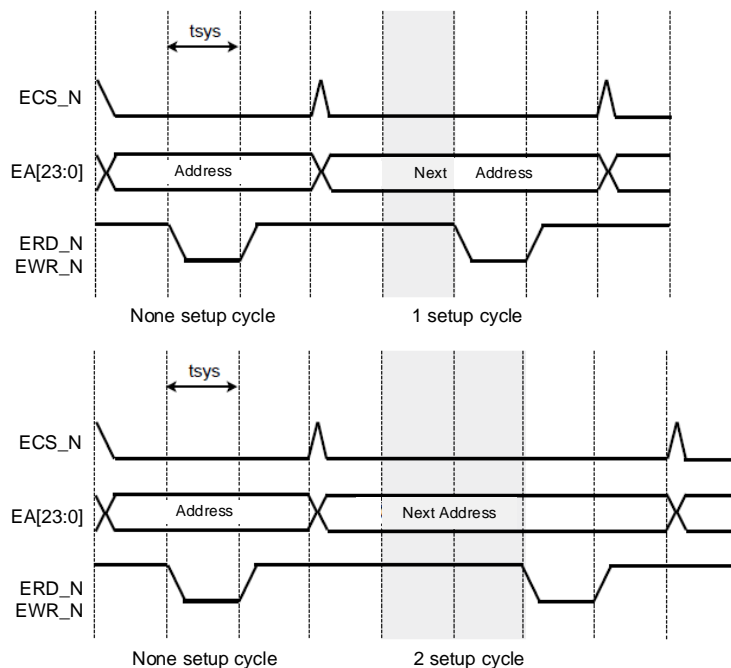 tsys
ECS_N
EA[23:0]
Address
Next Address
ERD_N
EWR_N
None setup cycle
1 setup cycle
tsys
ECS_N
EA[23:0]
Address
Next Address
ERD_N
EWR_N
None setup cycle
2 setup cycle